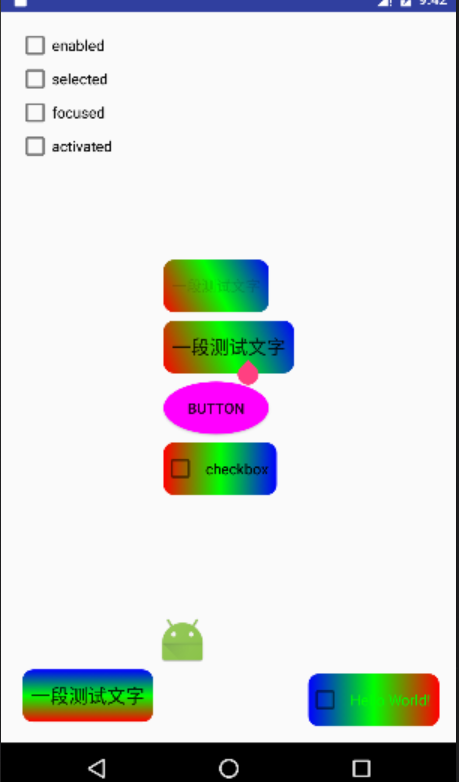 9:42
enabled
selected
focused
activated
一段测试文字
一段测试文字
BUTTON
checkbox
一段测试文字
Hello World!